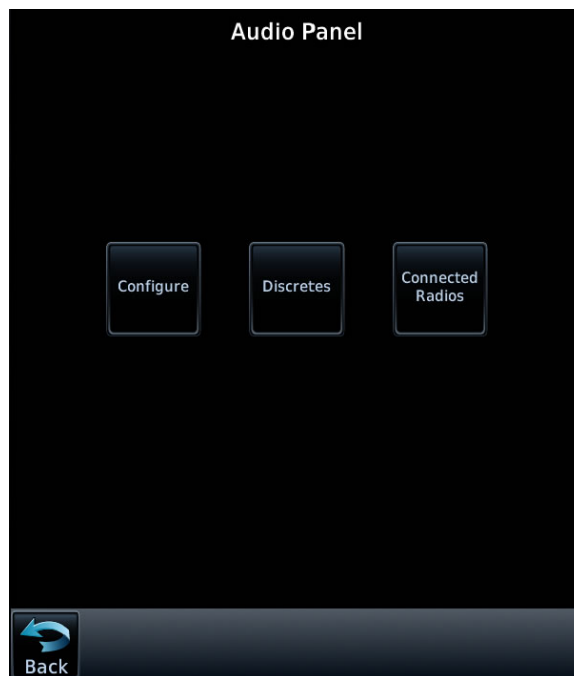 Audio Panel
Configure
Discretes
Connected
Radios
Back